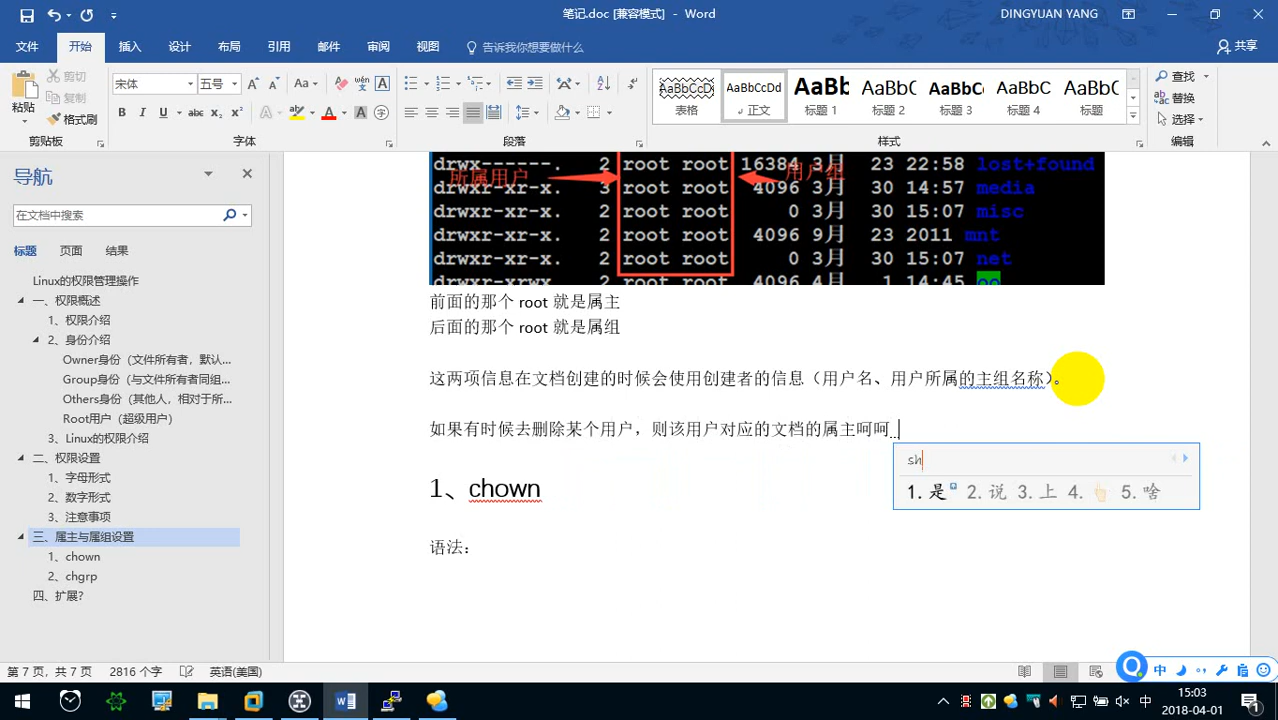 笔记.doc [兼容模式] - Word
DINGYUAN YANG
文件 开始 插入 设计 布局 引用 邮件 审阅 视图 告诉我你想要做什么 共享
粘贴
剪切
复制
格式刷
剪贴板
宋体 五号
字体
段落
AaBbCcDd 表格
AaBbCcDd 正文
AaBb 标题 1
AaBbC 标题 2
AaBbC 标题 3
AaBbC 标题 4
AaBbC 标题
样式
查找
替换
选择
编辑
导航
在文档中搜索
标题 页面 结果
Linux的权限管理操作
一、权限概述
1、权限介绍
2、身份介绍
Owner身份（文件所有者，默认...
Group身份（与文件所有者同组...
Others身份（其他人，相对于所...
Root用户（超级用户）
3、Linux的权限介绍
二、权限设置
1、字母形式
2、数字形式
3、注意事项
三、属主与属组设置
1、chown
2、chgrp
四、扩展?
drwx------. 2 root root 16384 3月 23 22:58 lost+found
所属用户 用户组
drwxr-xr-x. 3 root root 4096 3月 30 14:57 media
drwxr-xr-x. 2 root root 0 3月 30 15:07 misc
drwxr-xr-x. 2 root root 4096 9月 23 2011 mnt
drwxr-xr-x. 2 root root 0 3月 30 15:07 net
drwxr-xrwx. 2 root root 4096 4月 1 14:45
前面的那个 root 就是属主
后面的那个 root 就是属组
这两项信息在文档创建的时候会使用创建者的信息（用户名、用户所属的主组名称）。
如果有时候去删除某个用户，则该用户对应的文档的属主呵呵
sh
1. 是 2. 说 3. 上 4. 👆 5. 啥
1、chown
语法：
第 7 页，共 7 页 2816 个字 英语(美国)
中
中
15:03
2018-04-01
1